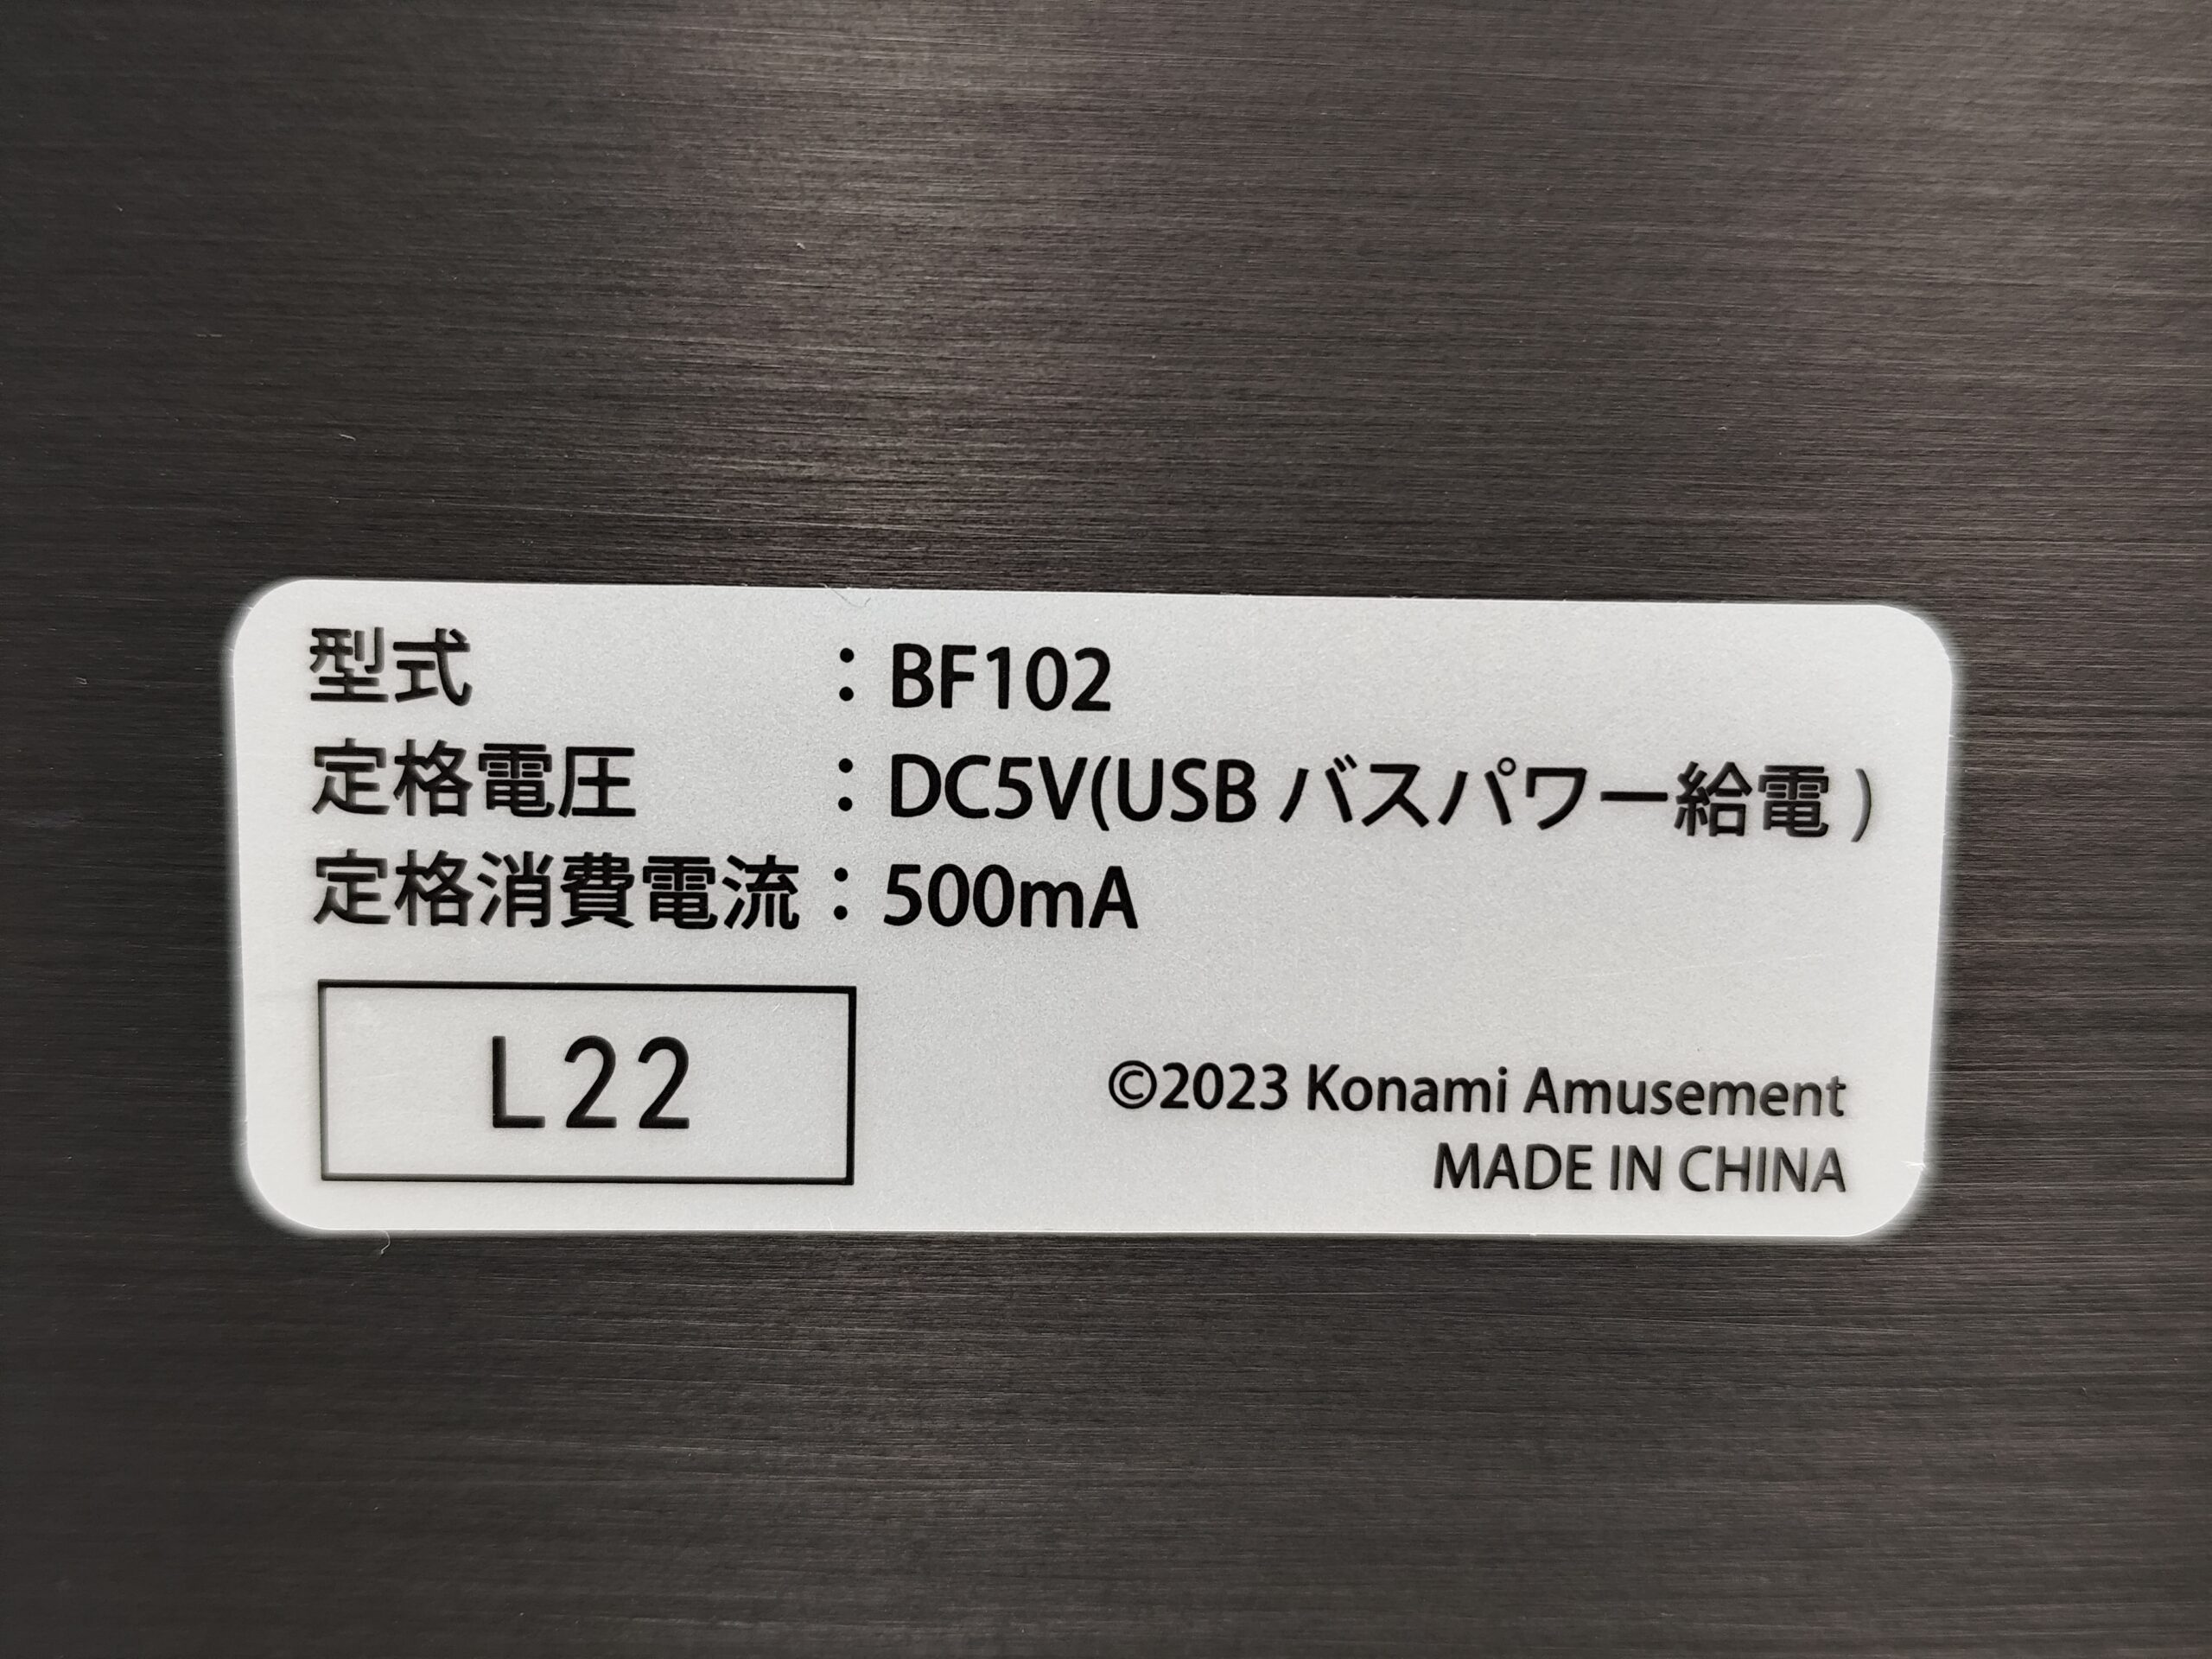 型式　　　　：BF102
定格電圧　　：DC5V(USB バスパワー給電 )
定格消費電流：500mA
L22
©2023 Konami Amusement
MADE IN CHINA